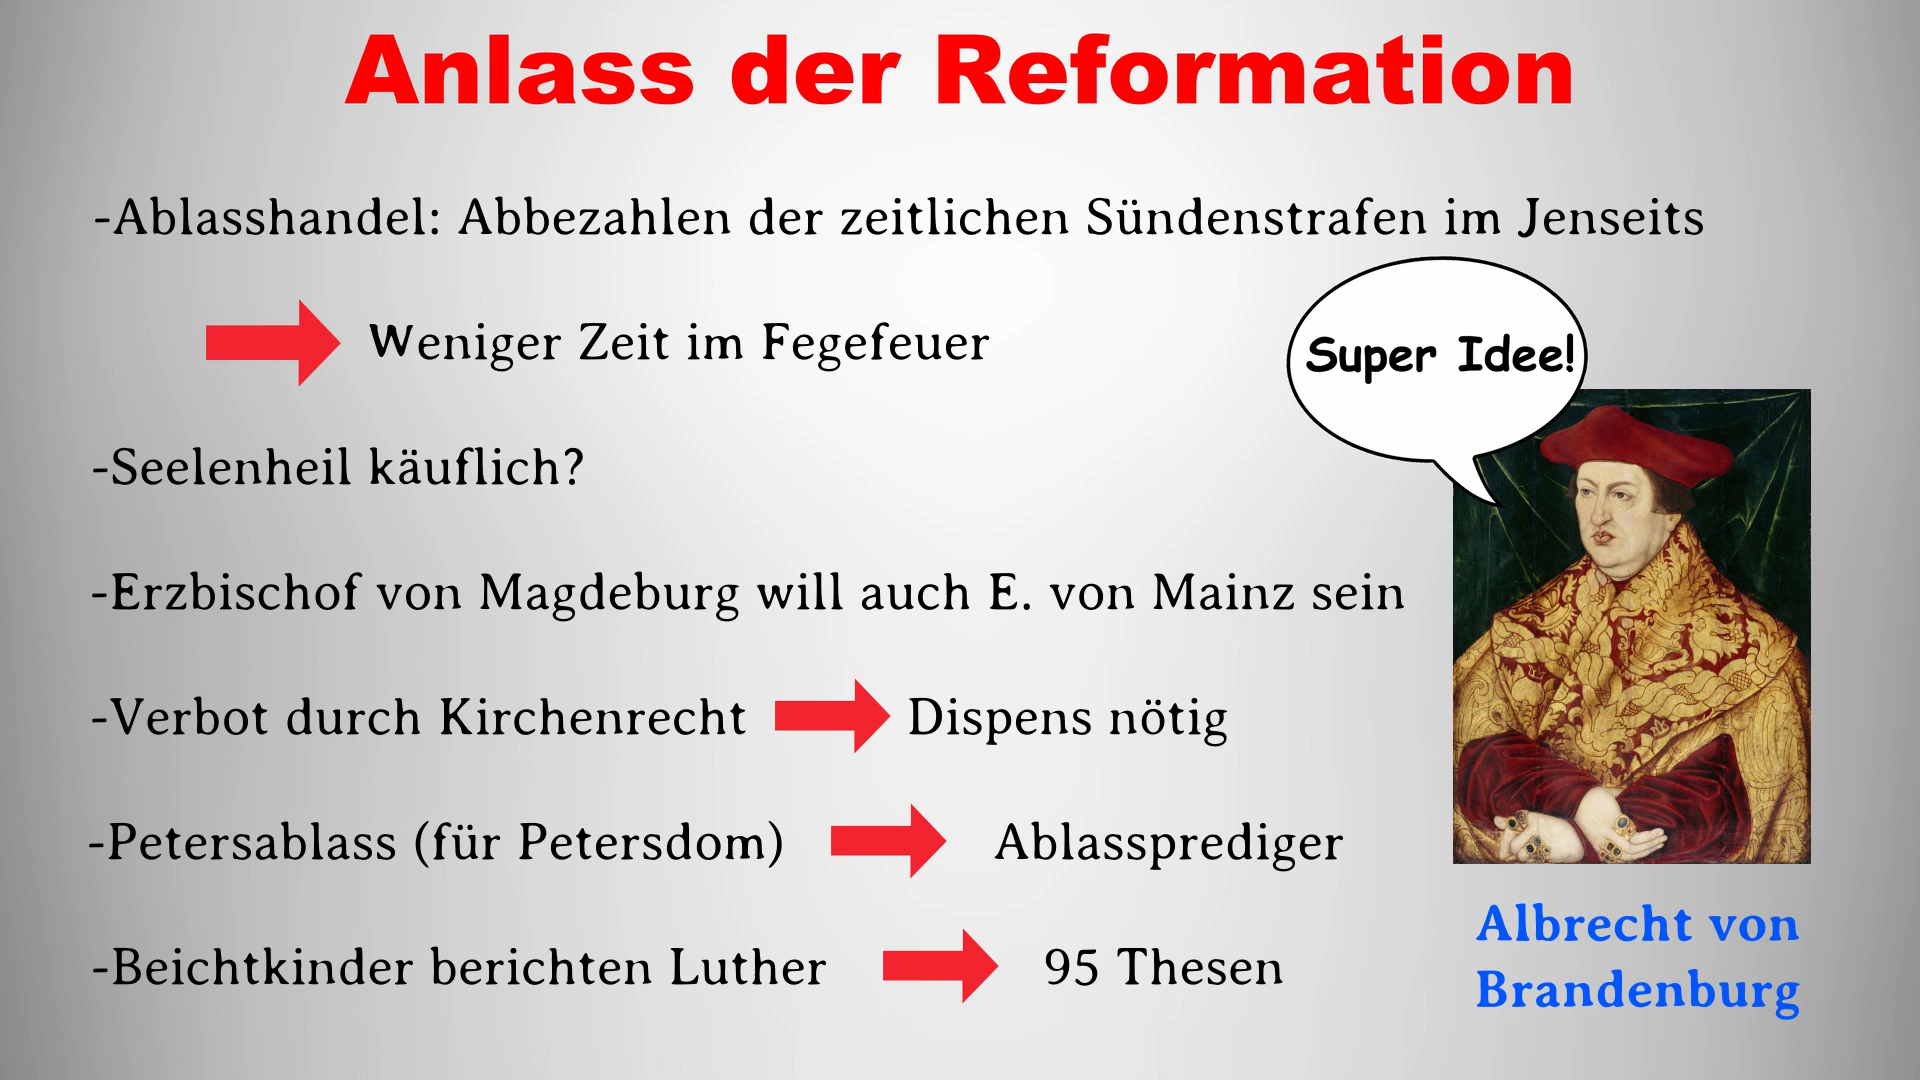 Anlass der Reformation
-Ablasshandel: Abbezahlen der zeitlichen Sündenstrafen im Jenseits
Weniger Zeit im Fegefeuer
Super Idee!
-Seelenheil käuflich?
-Erzbischof von Magdeburg will auch E. von Mainz sein
-Verbot durch Kirchenrecht Dispens nötig
-Petersablass (für Petersdom) Ablassprediger
-Beichtkinder berichten Luther 95 Thesen
Albrecht von
Brandenburg